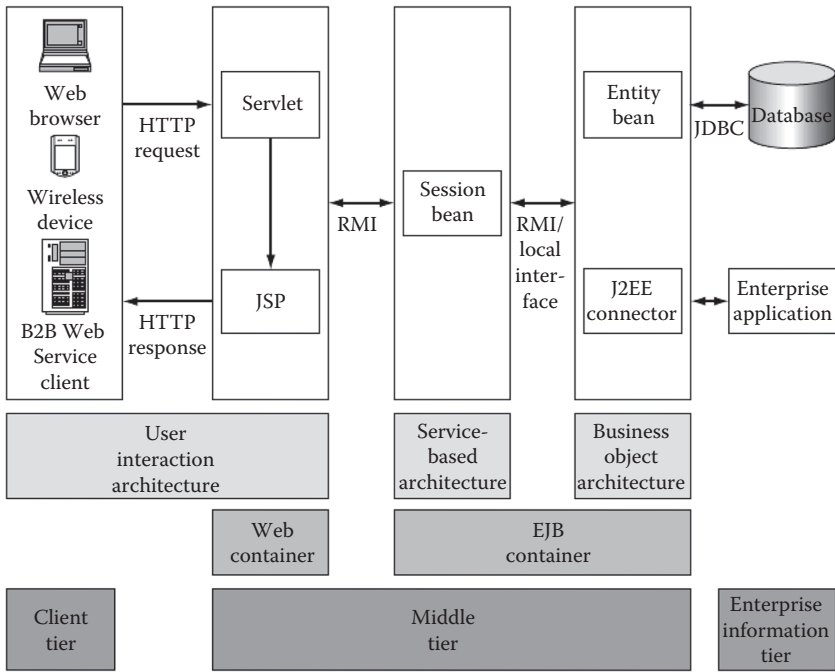 Web
browser
Wireless
device
B2B Web
Service
client
HTTP
request
HTTP
response
Servlet
JSP
RMI
Session
bean
RMI/
local
inter-
face
Entity
bean
J2EE
connector
JDBC
Database
Enterprise
application
User
interaction
architecture
Service-
based
architecture
Business
object
architecture
Web
container
EJB
container
Client
tier
Middle
tier
Enterprise
information
tier